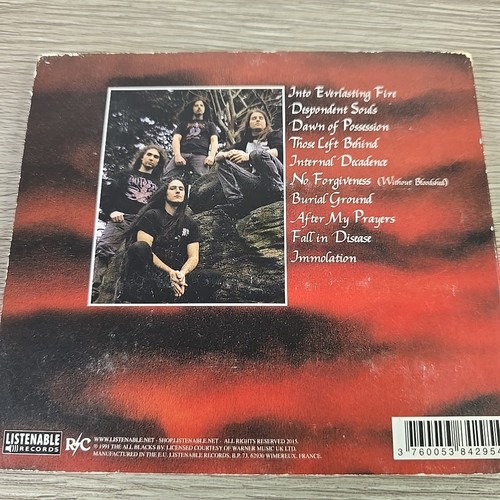 Into Everlasting Fire
Despondent Souls
Dawn of Possession
Those Left Behind
Internal Decadence
No Forgiveness (Without Bloodshed)
Burial Ground
After My Prayers
Fall in Disease
Immolation
LISTENABLE
RECORDS
R/C
WWW.LISTENABLE.NET - SHOP.LISTENABLE.NET - ALL RIGHTS RESERVED 2015.
© 1991 THE ALL BLACKS BV. LICENSED COURTESY OF WARNER MUSIC UK LTD.
MANUFACTURED IN THE E.U. LISTENABLE RECORDS, B.P. 73, 62930 WIMEREUX, FRANCE.
3 760053 842954